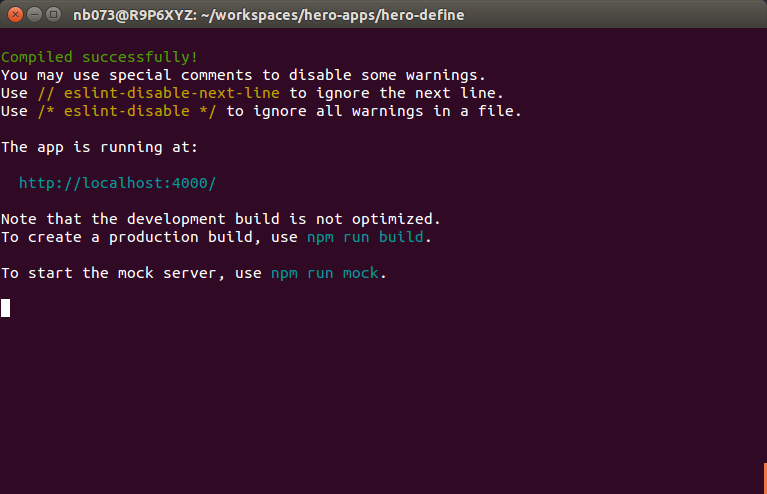 nb073@R9P6XYZ: ~/workspaces/hero-apps/hero-define
Compiled successfully!
You may use special comments to disable some warnings.
Use // eslint-disable-next-line to ignore the next line.
Use /* eslint-disable */ to ignore all warnings in a file.
The app is running at:
http://localhost:4000/
Note that the development build is not optimized.
To create a production build, use npm run build.
To start the mock server, use npm run mock.